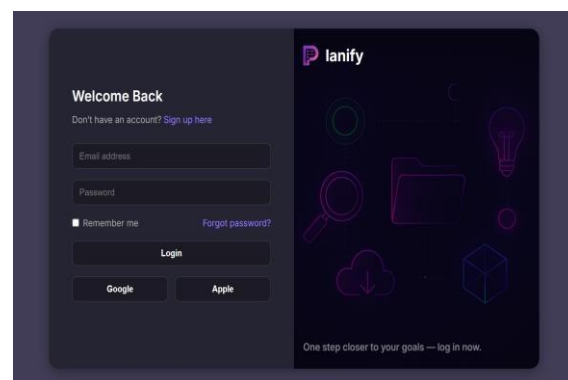 Planify
Welcome Back
Don't have an account? Sign up here
Email address
Password
Remember me
Forgot password?
Login
Google
Apple
One step closer to your goals — log in now.